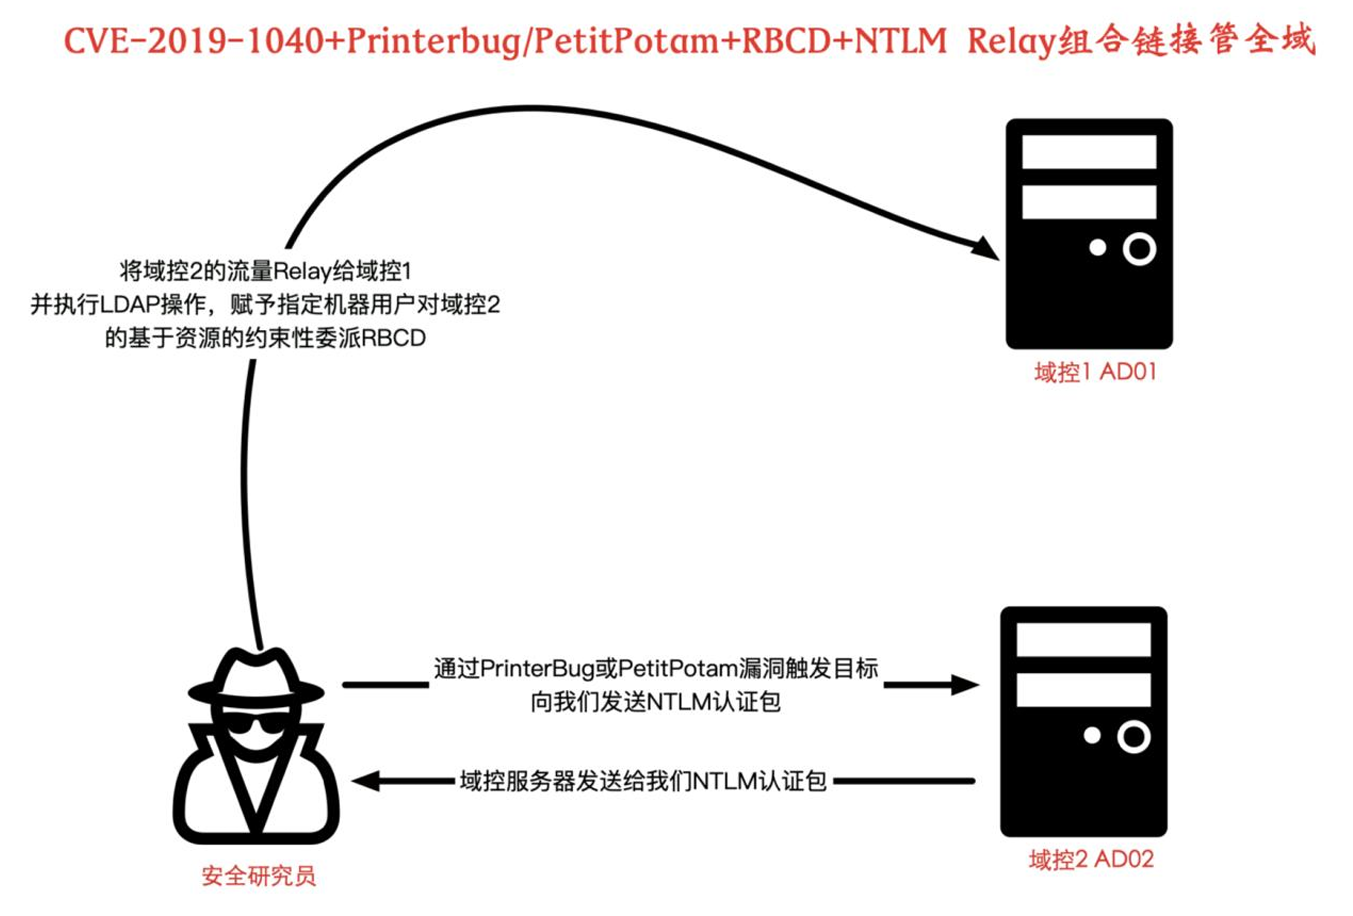 CVE-2019-1040+Printerbug/PetitPotam+RBCD+NTLM Relay组合链接管全域
将域控2的流量Relay给域控1
并执行LDAP操作，赋予指定机器用户对域控2
的基于资源的约束性委派RBCD
域控1 AD01
通过PrinterBug或PetitPotam漏洞触发目标
向我们发送NTLM认证包
域控服务器发送给我们NTLM认证包
安全研究员
域控2 AD02